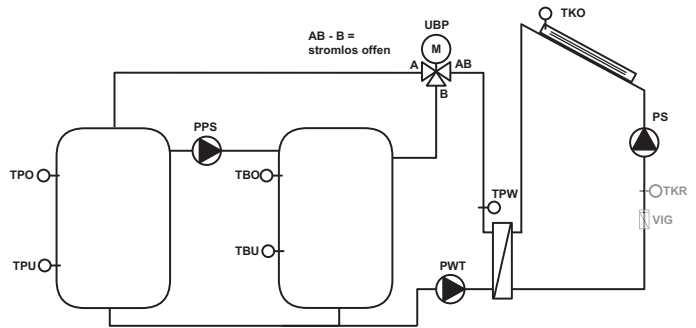 TKO
UBP
AB - B =
stromlos offen
M
A
AB
B
PS
PPS
TPO
TBO
TKR
TPW
VIG
TBU
TPU
PWT